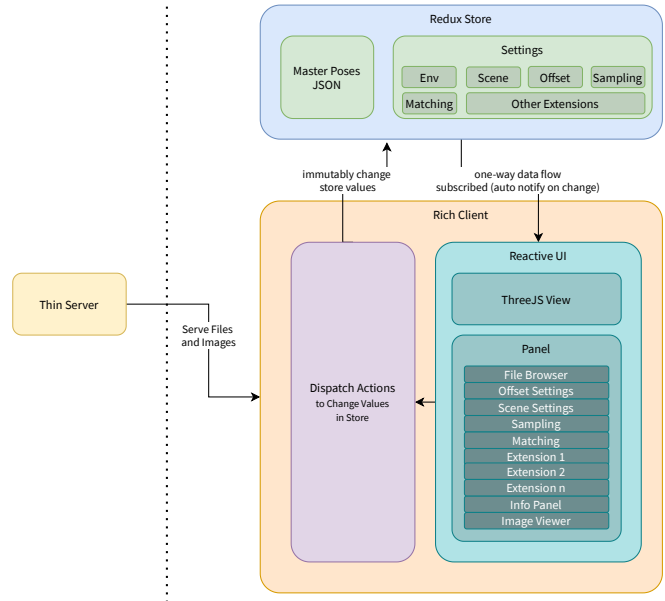 Redux Store
Master Poses
JSON
Settings
Env
Scene
Offset
Sampling
Matching
Other Extensions
immutably change
store values
one-way data flow
subscribed (auto notify on change)
Rich Client
Thin Server
Serve Files
and Images
Dispatch Actions
to Change Values
in Store
Reactive UI
ThreeJS View
Panel
File Browser
Offset Settings
Scene Settings
Sampling
Matching
Extension 1
Extension 2
Extension n
Info Panel
Image Viewer